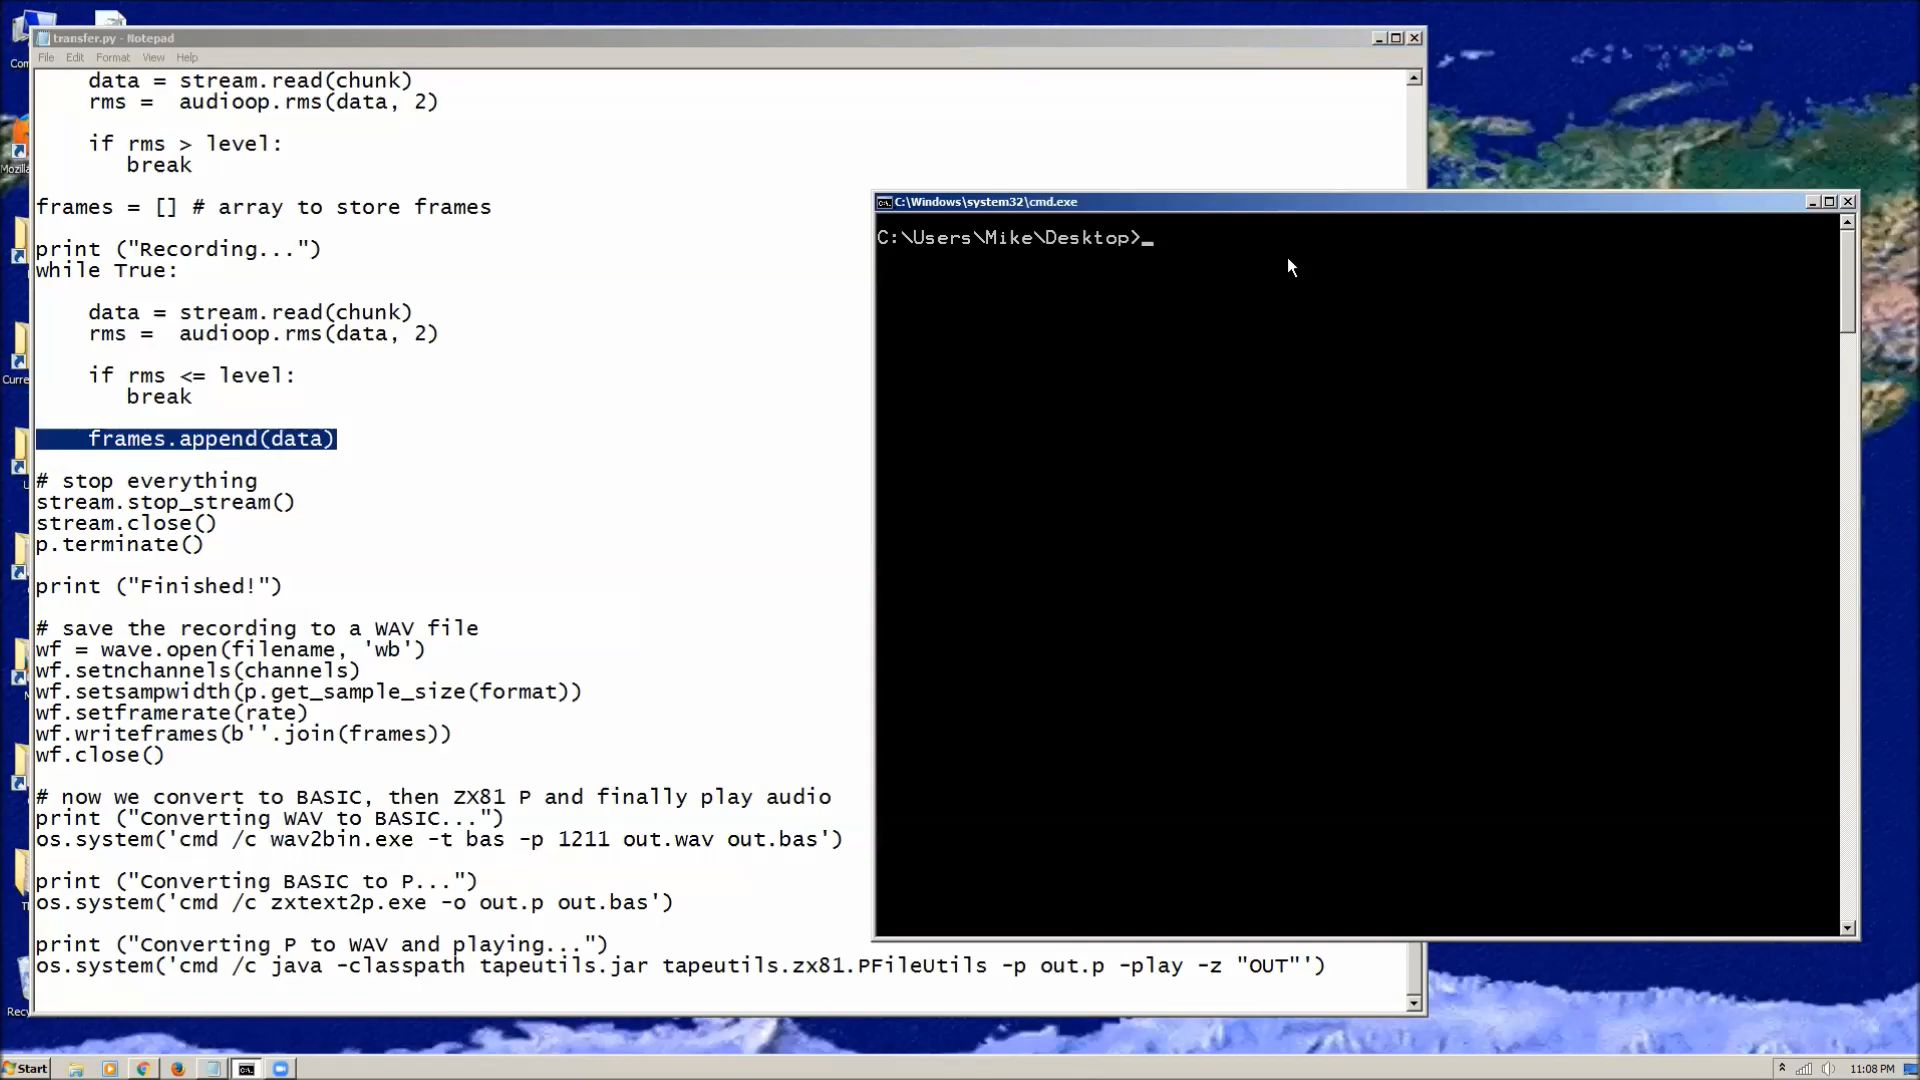 transfer.py - Notepad
File Edit Format View Help
data = stream.read(chunk)
rms =  audioop.rms(data, 2)
if rms > level:
break
frames = [] # array to store frames
print ("Recording...")
while True:
data = stream.read(chunk)
rms =  audioop.rms(data, 2)
if rms <= level:
break
frames.append(data)
# stop everything
stream.stop_stream()
stream.close()
p.terminate()
print ("Finished!")
# save the recording to a WAV file
wf = wave.open(filename, 'wb')
wf.setnchannels(channels)
wf.setsampwidth(p.get_sample_size(format))
wf.setframerate(rate)
wf.writeframes(b''.join(frames))
wf.close()
# now we convert to BASIC, then ZX81 P and finally play audio
print ("Converting WAV to BASIC...")
os.system('cmd /c wav2bin.exe -t bas -p 1211 out.wav out.bas')
print ("Converting BASIC to P...")
os.system('cmd /c zxtext2p.exe -o out.p out.bas')
print ("Converting P to WAV and playing...")
os.system('cmd /c java -classpath tapeutils.jar tapeutils.zx81.PFileUtils -p out.p -play -z "OUT"')
C:\Windows\system32\cmd.exe
C:\Users\Mike\Desktop>_
Start
11:08 PM